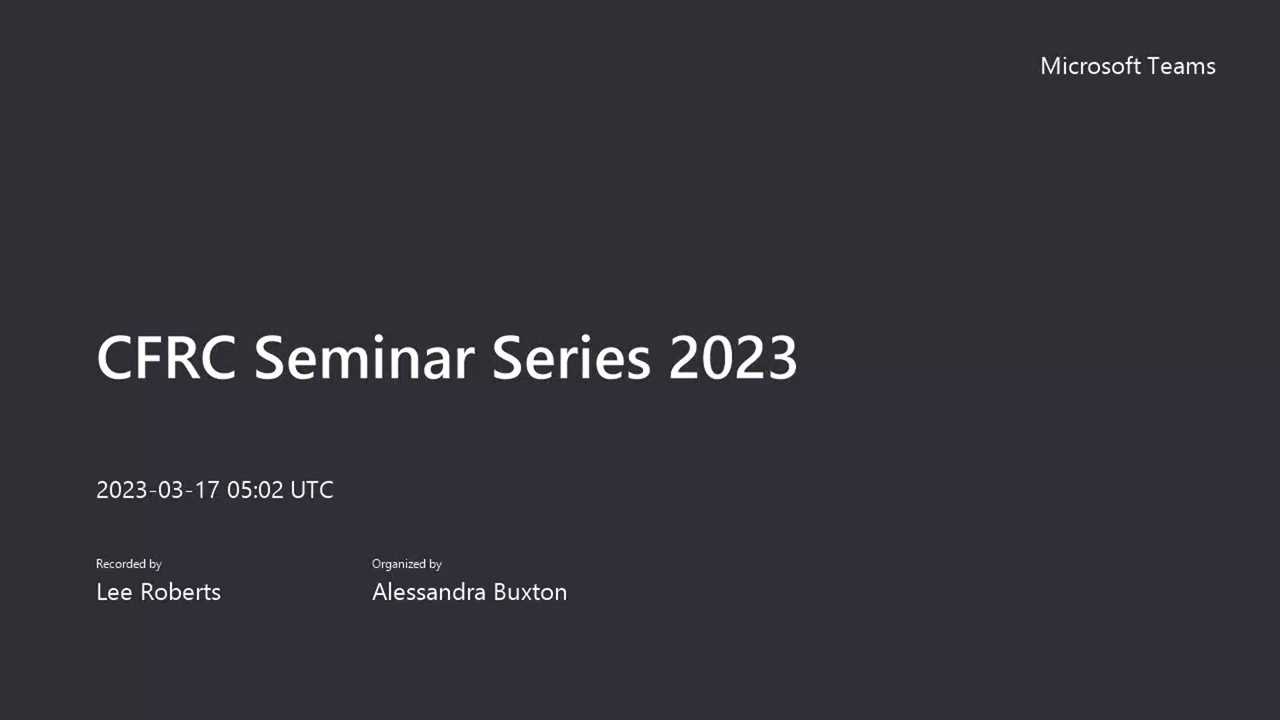 Microsoft Teams
CFRC Seminar Series 2023
2023-03-17 05:02 UTC
Recorded by
Lee Roberts
Organized by
Alessandra Buxton